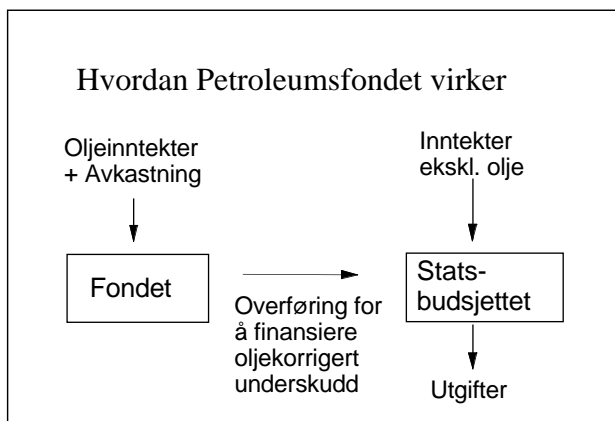 Hvordan Petroleumsfondet virker
Oljeinntekter
+ Avkastning
Inntekter
ekskl. olje
Fondet
Overføring for
å finansiere
oljekorrigert
underskudd
Stats-
budsjettet
Utgifter